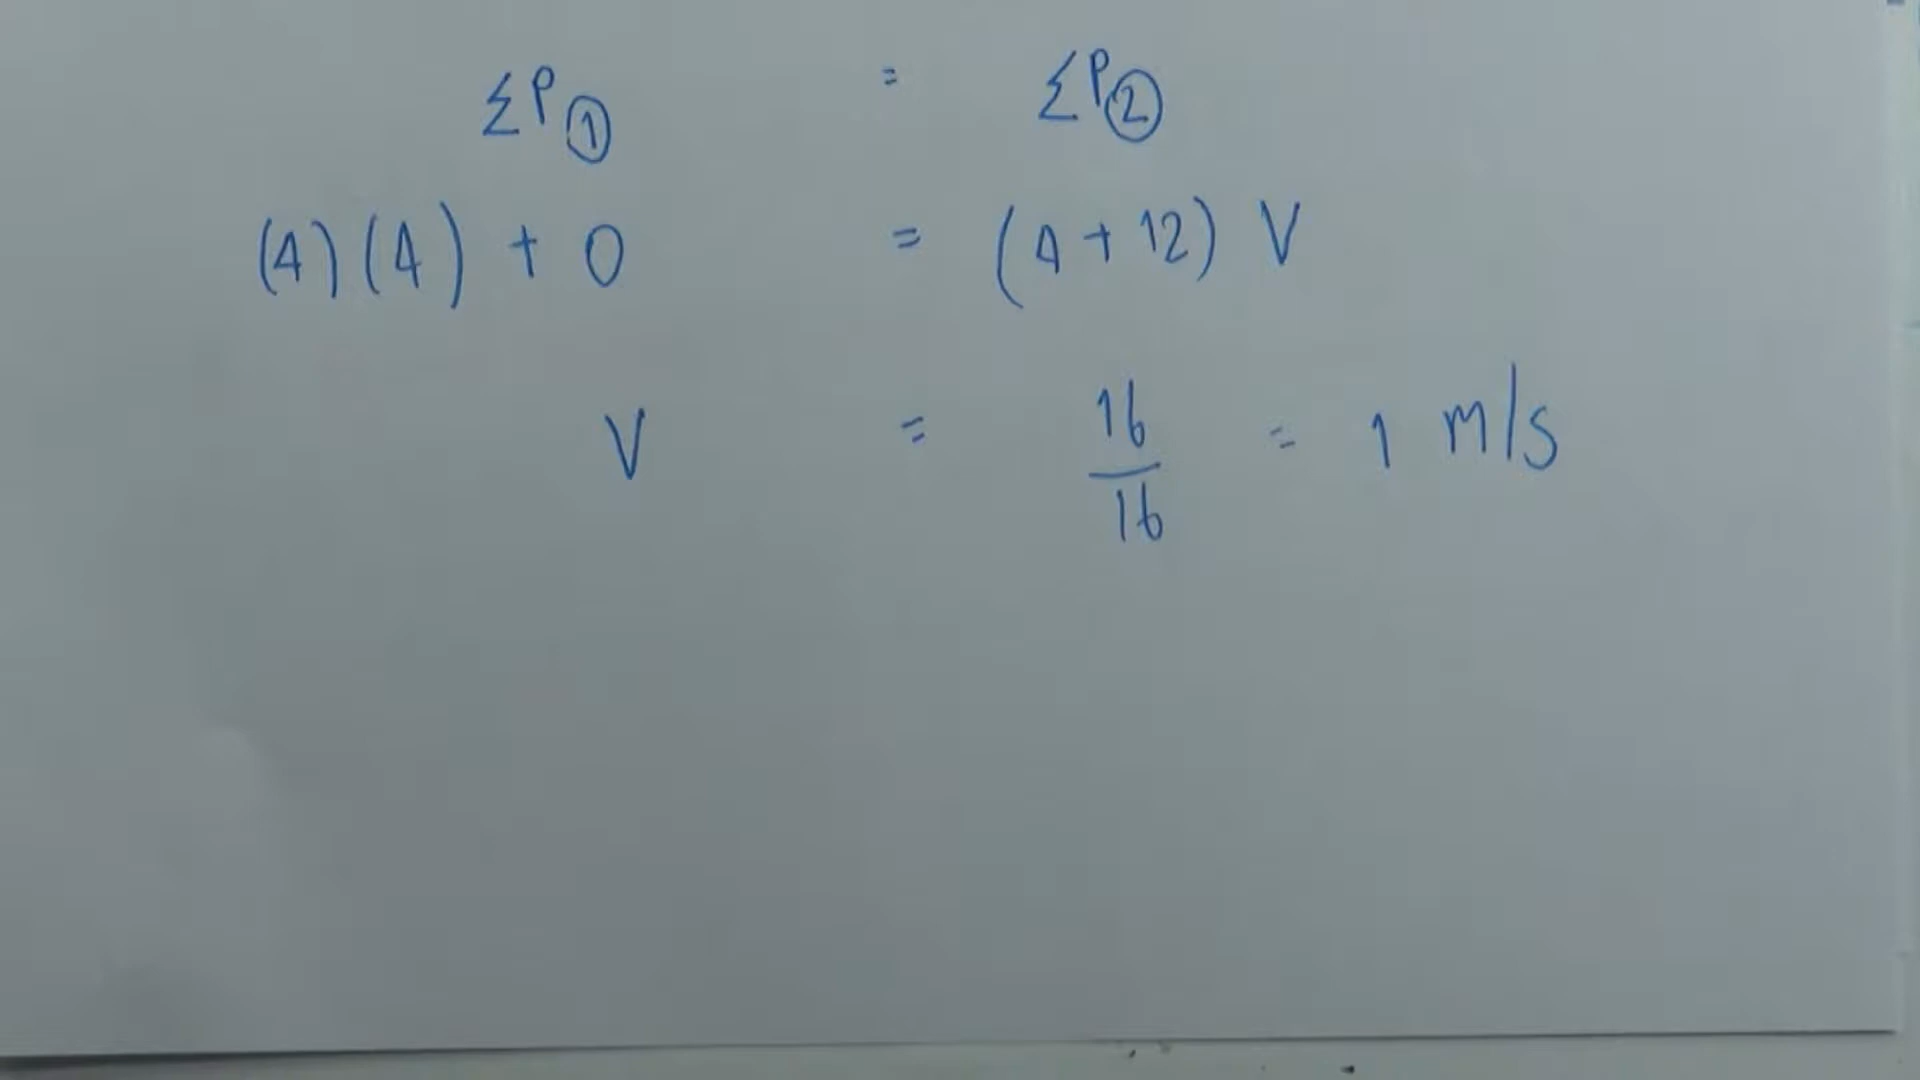 ΣP① = ΣP②
(4)(4) + 0 = (4+12) V
V = 16/16 = 1 m/s